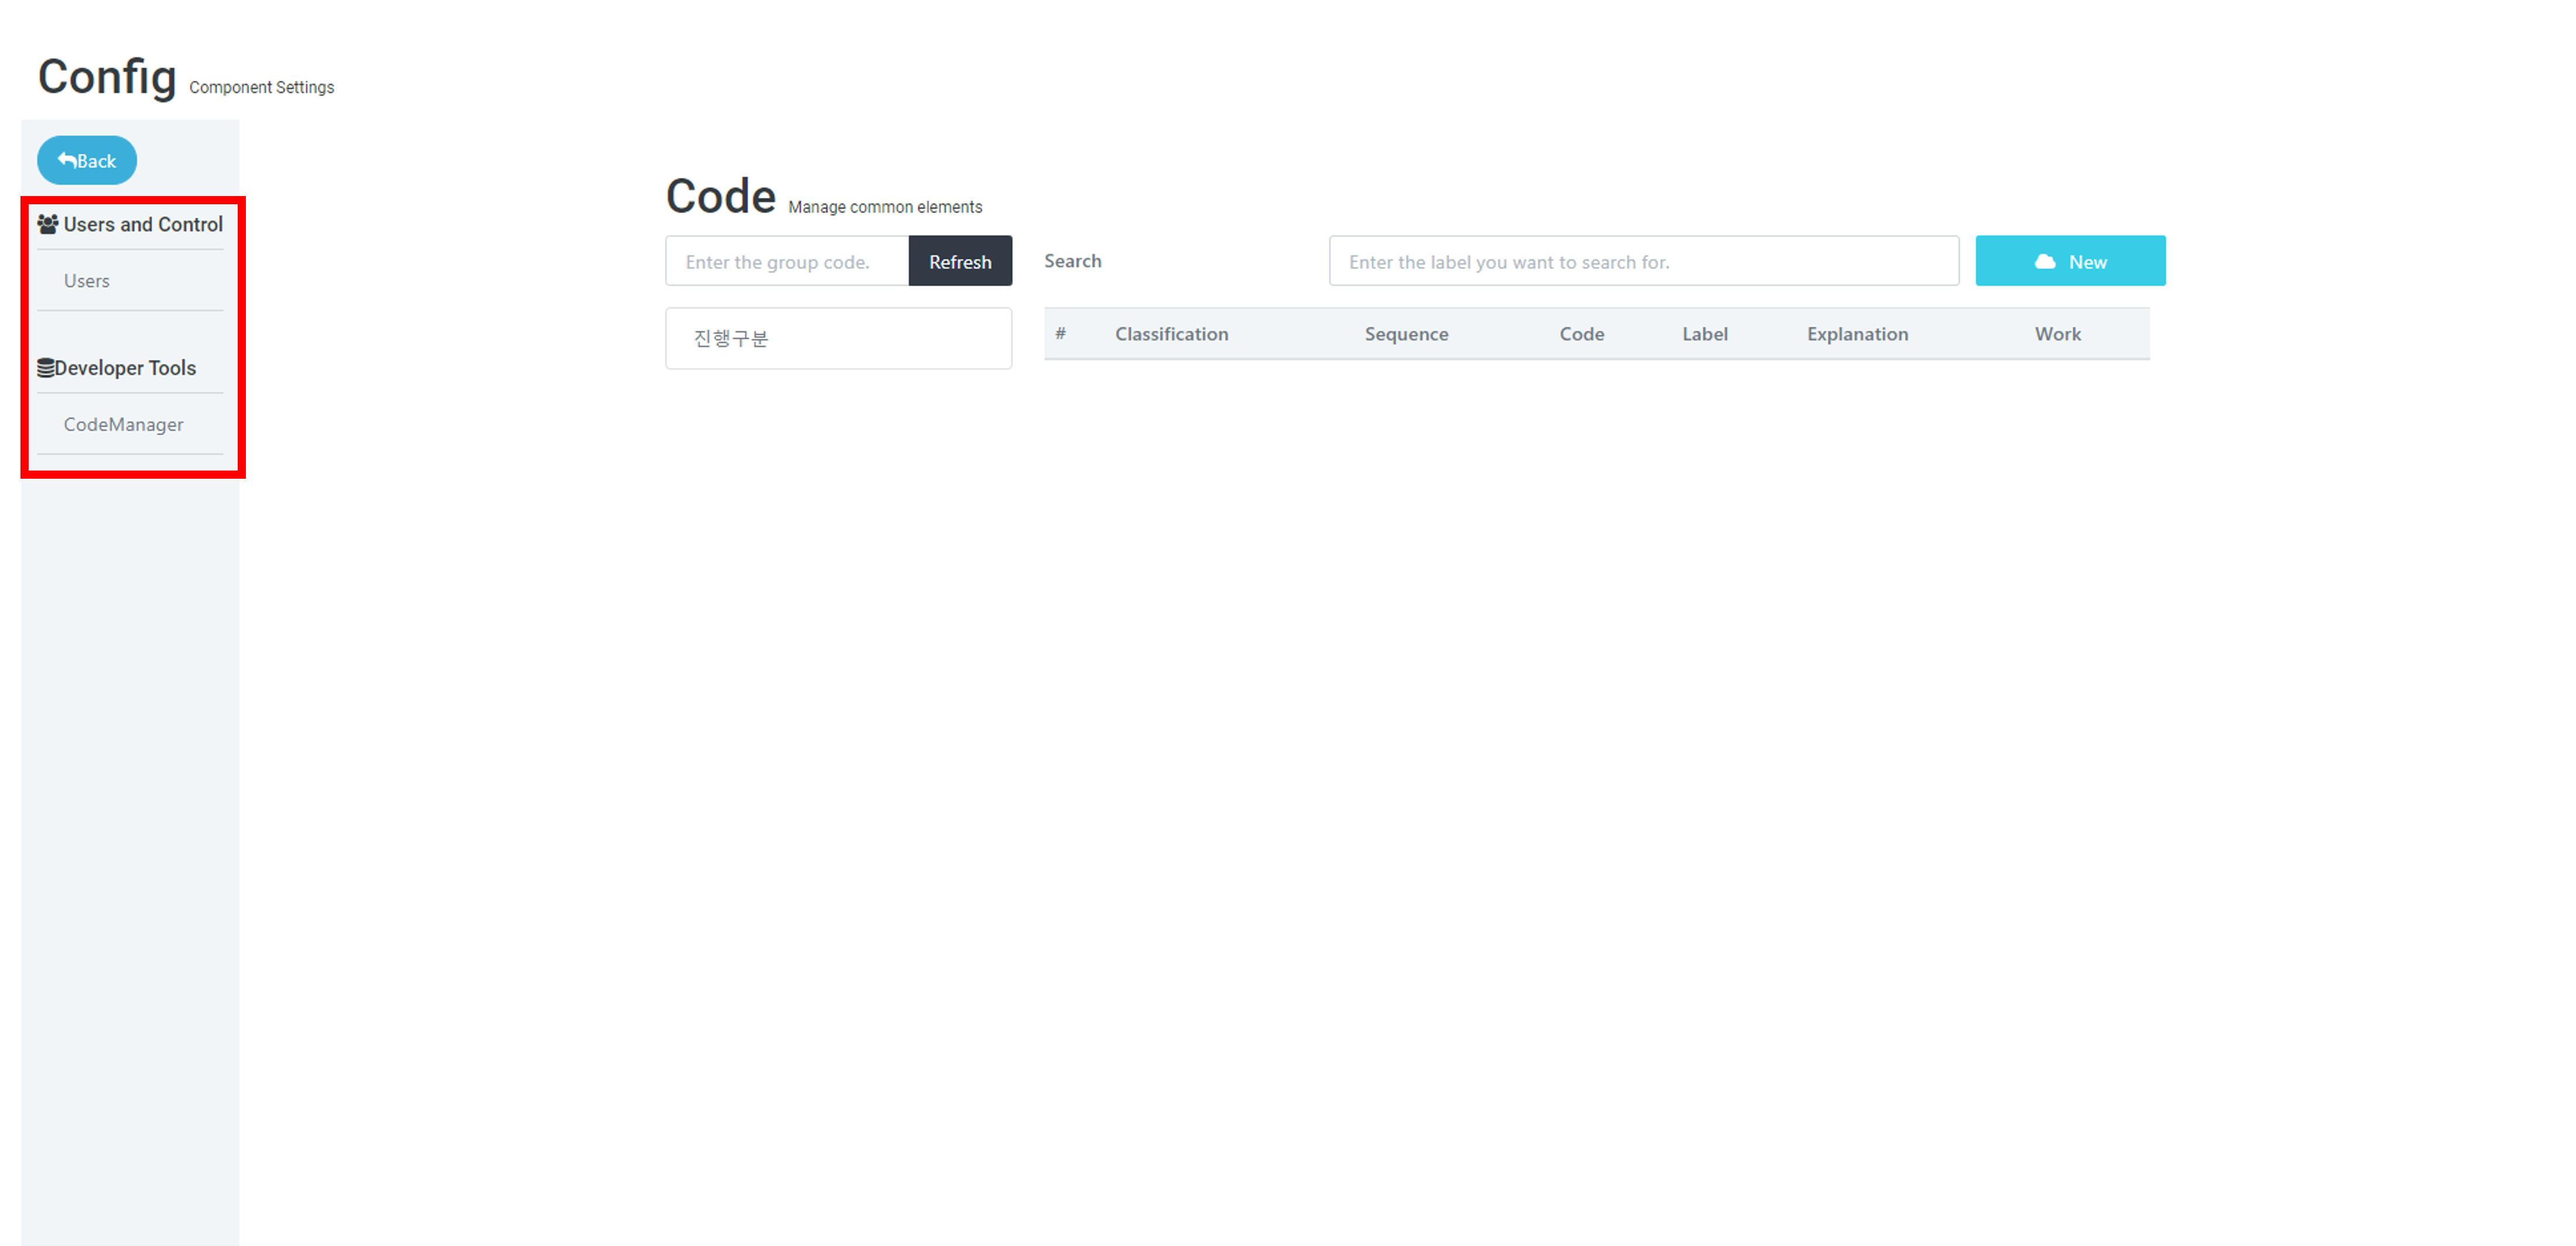 Config Component Settings
Back
Users and Control
Users
Developer Tools
CodeManager
Code Manage common elements
Enter the group code. Refresh Search Enter the label you want to search for. New
진행구분
# Classification Sequence Code Label Explanation Work